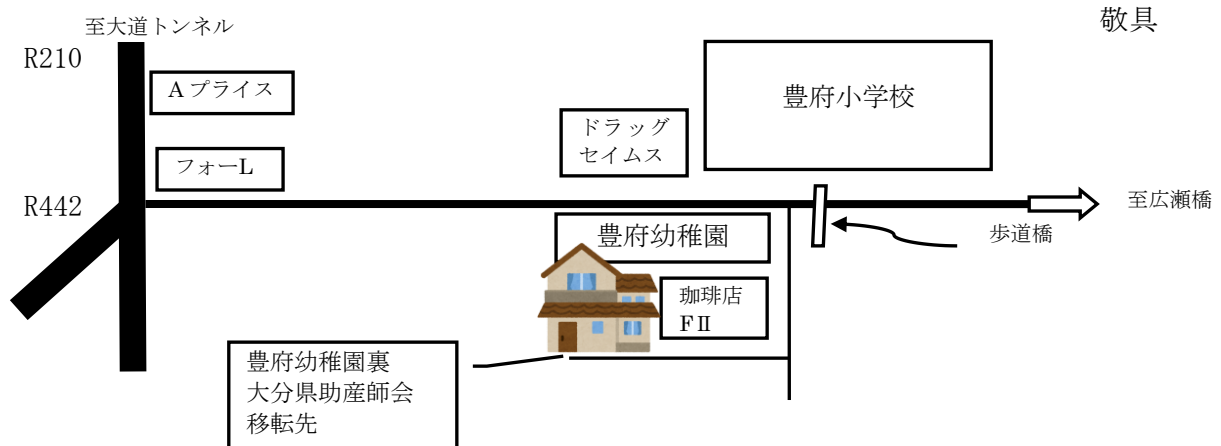 敬具
至大道トンネル
R210
Aプライス
豊府小学校
ドラッグ
セイムス
フォーL
R442
至広瀬橋
豊府幼稚園
歩道橋
珈琲店
FⅡ
豊府幼稚園裏
大分県助産師会
移転先